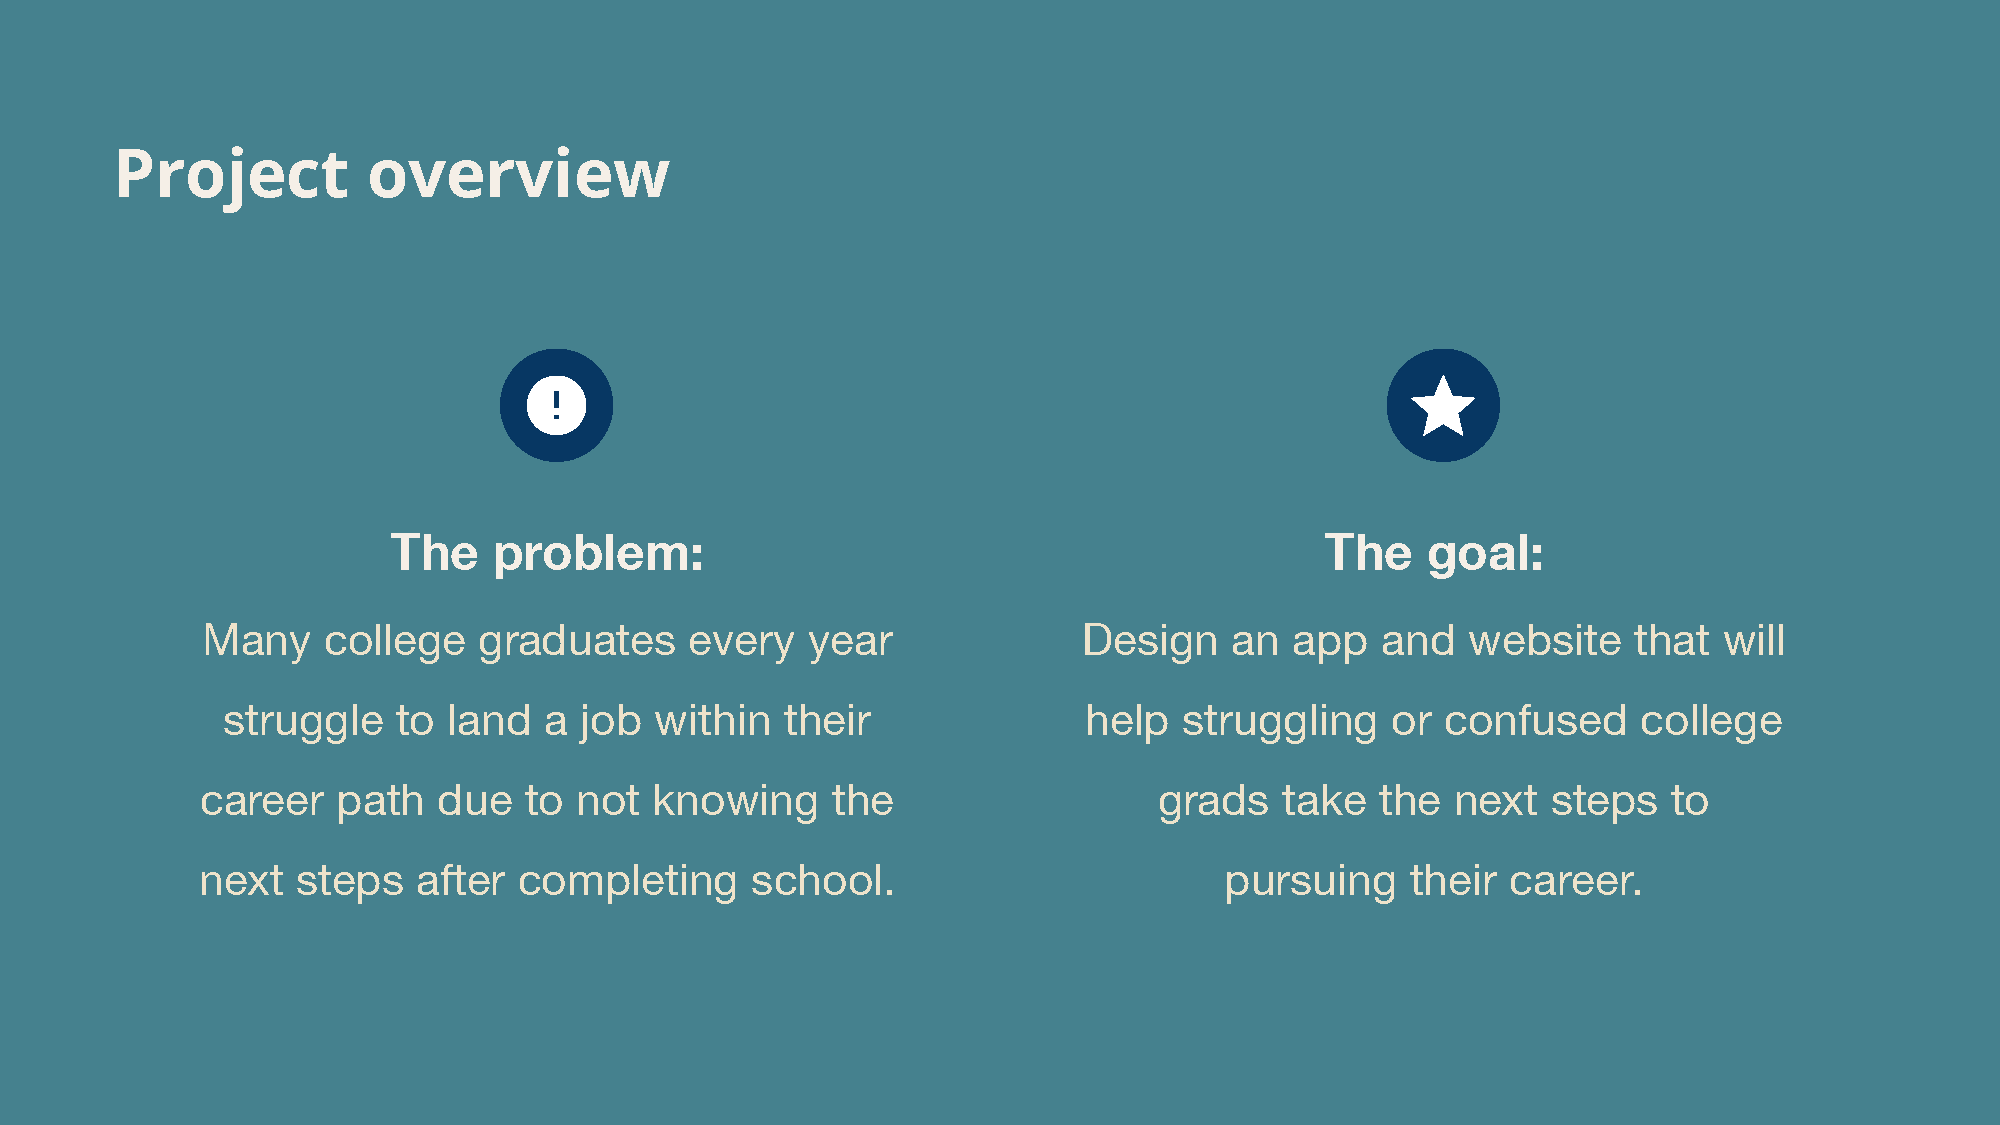 Project overview
The problem:
Many college graduates every year
struggle to land a job within their
career path due to not knowing the
next steps after completing school.
The goal:
Design an app and website that will
help struggling or confused college
grads take the next steps to
pursuing their career.